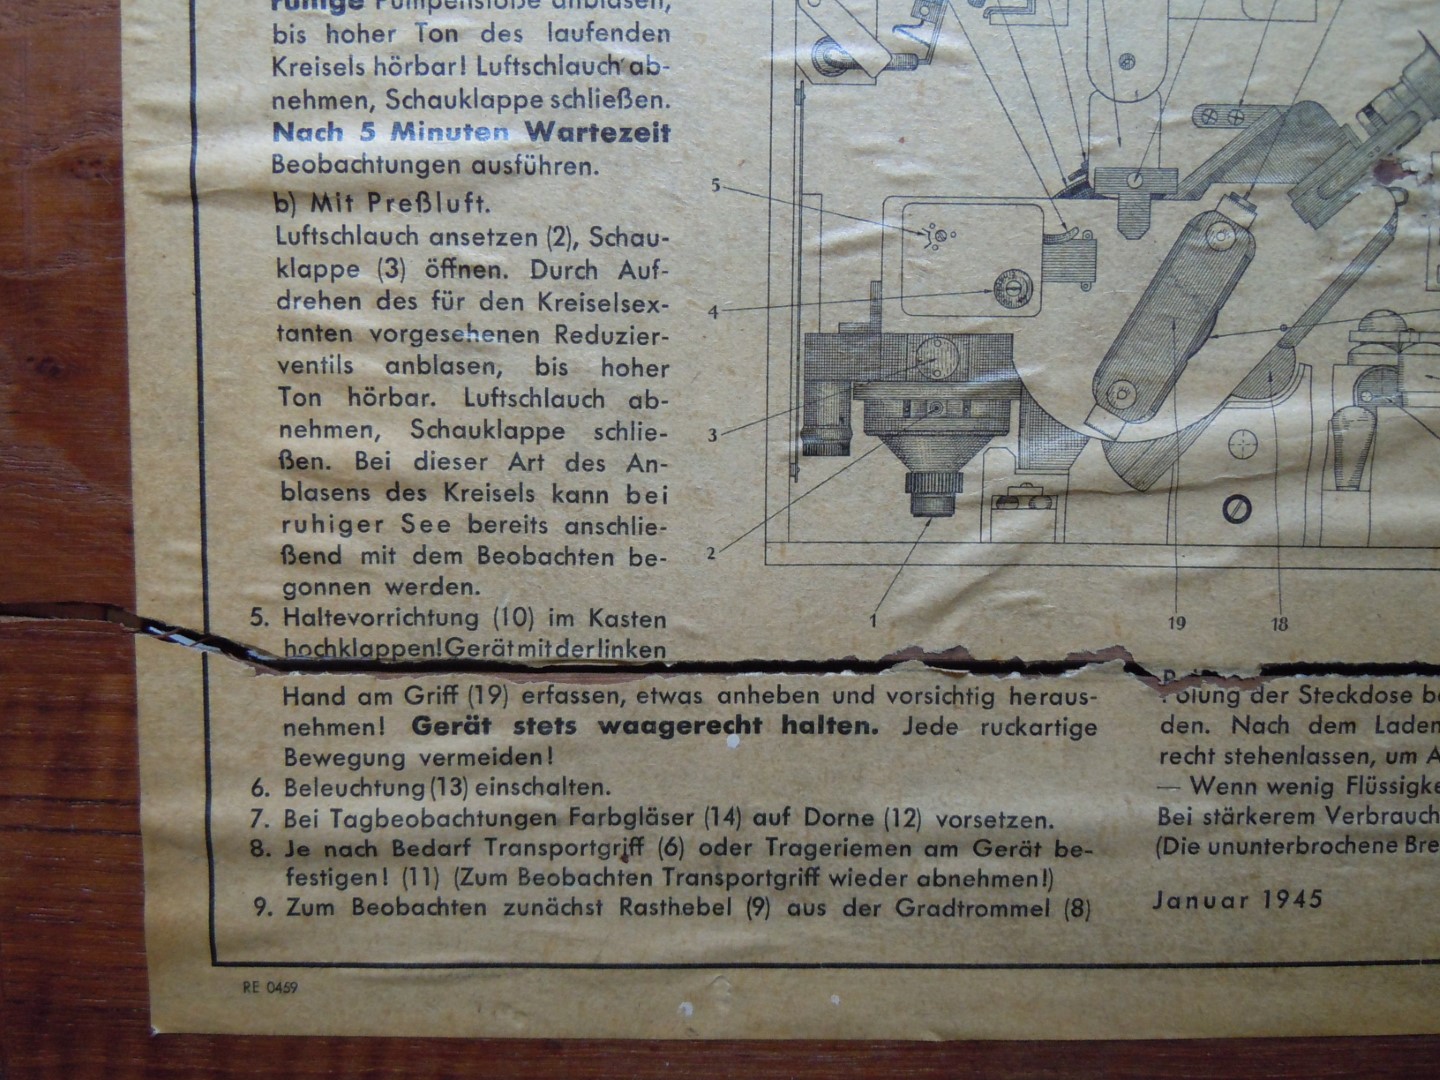 ruhige Pumpenstöße anblasen,
bis hoher Ton des laufenden
Kreisels hörbar! Luftschlauch ab-
nehmen, Schauklappe schließen.
Nach 5 Minuten Wartezeit
Beobachtungen ausführen.
b) Mit Preßluft.
Luftschlauch ansetzen (2), Schau-
klappe (3) öffnen. Durch Auf-
drehen des für den Kreiselsex-
tanten vorgesehenen Reduzier-
ventils anblasen, bis hoher
Ton hörbar. Luftschlauch ab-
nehmen, Schauklappe schlie-
ßen. Bei dieser Art des An-
blasens des Kreisels kann bei
ruhiger See bereits anschlie-
ßend mit dem Beobachten be-
gonnen werden.
5. Haltevorrichtung (10) im Kasten
hochklappen! Gerät mit der linken
Hand am Griff (19) erfassen, etwas anheben und vorsichtig heraus-
nehmen! Gerät stets waagerecht halten. Jede ruckartige
Bewegung vermeiden!
6. Beleuchtung (13) einschalten.
7. Bei Tagbeobachtungen Farbgläser (14) auf Dorne (12) vorsetzen.
8. Je nach Bedarf Transportgriff (6) oder Trageriemen am Gerät be-
festigen! (11) (Zum Beobachten Transportgriff wieder abnehmen!)
9. Zum Beobachten zunächst Rasthebel (9) aus der Gradtrommel (8)
5
4
3
2
1
19
18
Polung der Steckdose
den. Nach dem Laden
recht stehenlassen, um
— Wenn wenig
Bei stärkerem Verbrauch
(Die ununterbrochene
Januar 1945
RE 0459